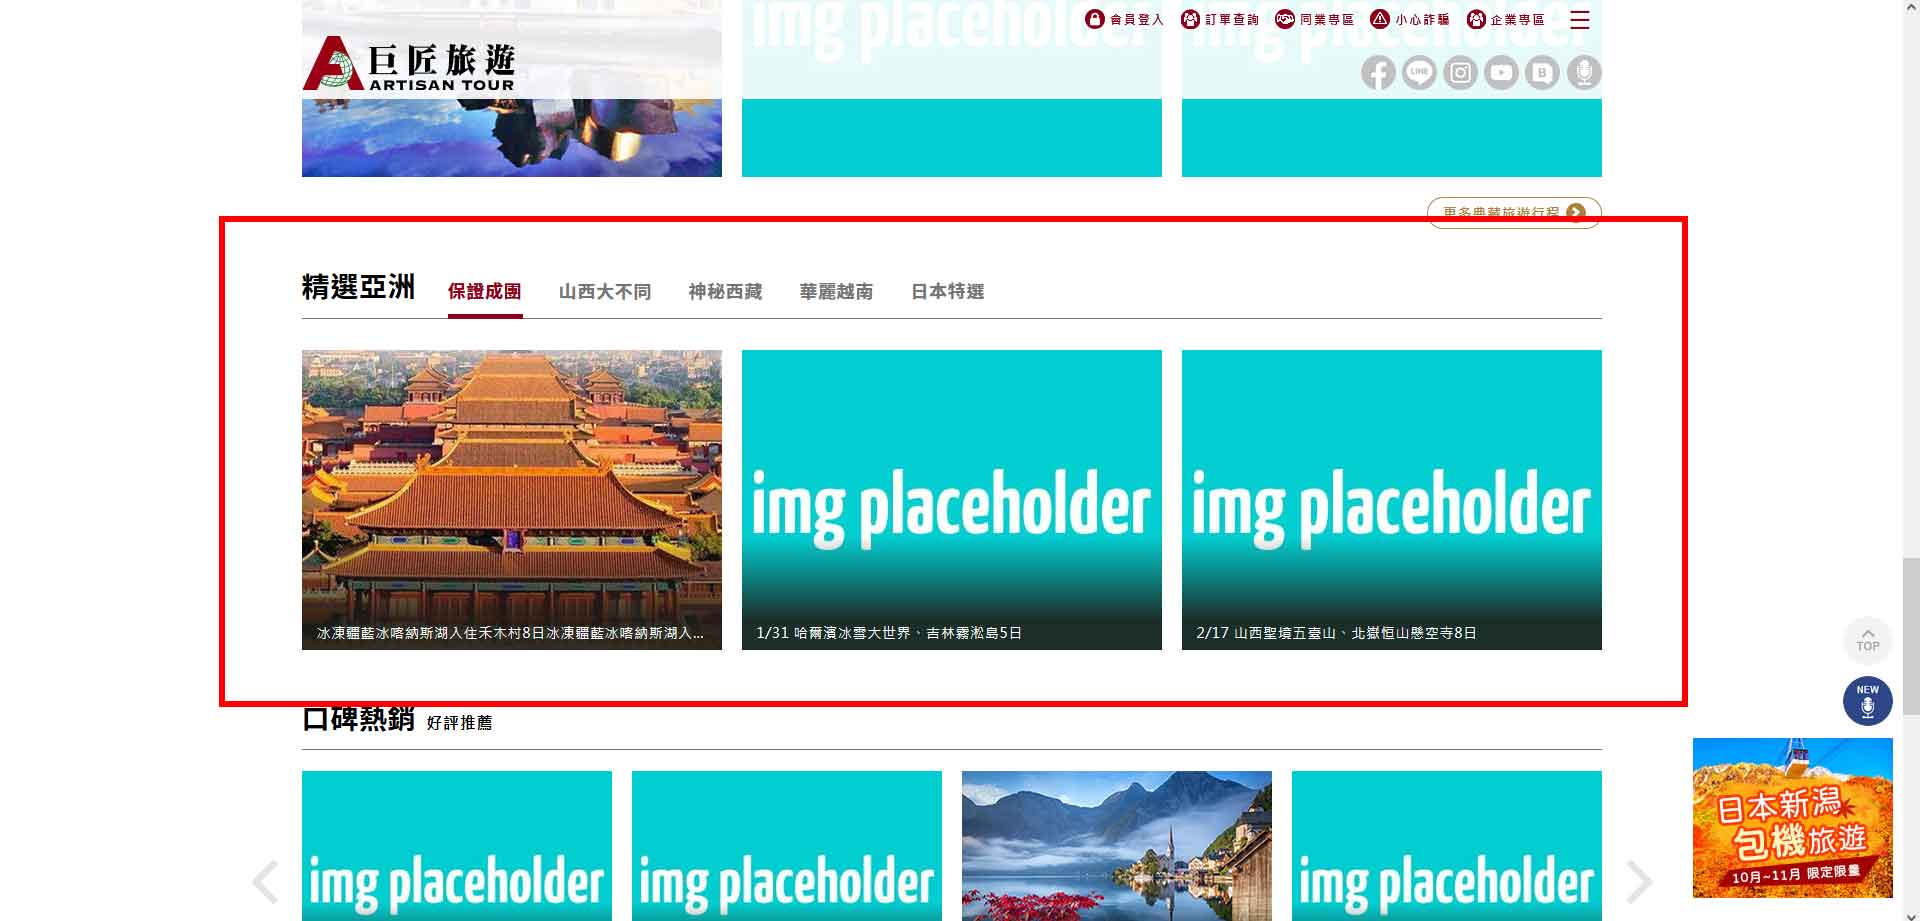 會員登入 訂單查詢 同業專區 小心詐騙 企業專區
巨匠旅遊
ARTISAN TOUR
LINE
B
img placeholder
img placeholder
更多典藏旅遊行程
精選亞洲 保證成團 山西大不同 神秘西藏 華麗越南 日本特選
img placeholder
img placeholder
冰凍疆藍冰喀納斯湖入住禾木村8日冰凍疆藍冰喀納斯湖入...
1/31 哈爾濱冰雪大世界、吉林霧淞島5日
2/17 山西聖境五臺山、北嶽恒山懸空寺8日
TOP
NEW
口碑熱銷 好評推薦
img placeholder
img placeholder
img placeholder
日本新潟
包機旅遊
10月~11月 限定限量